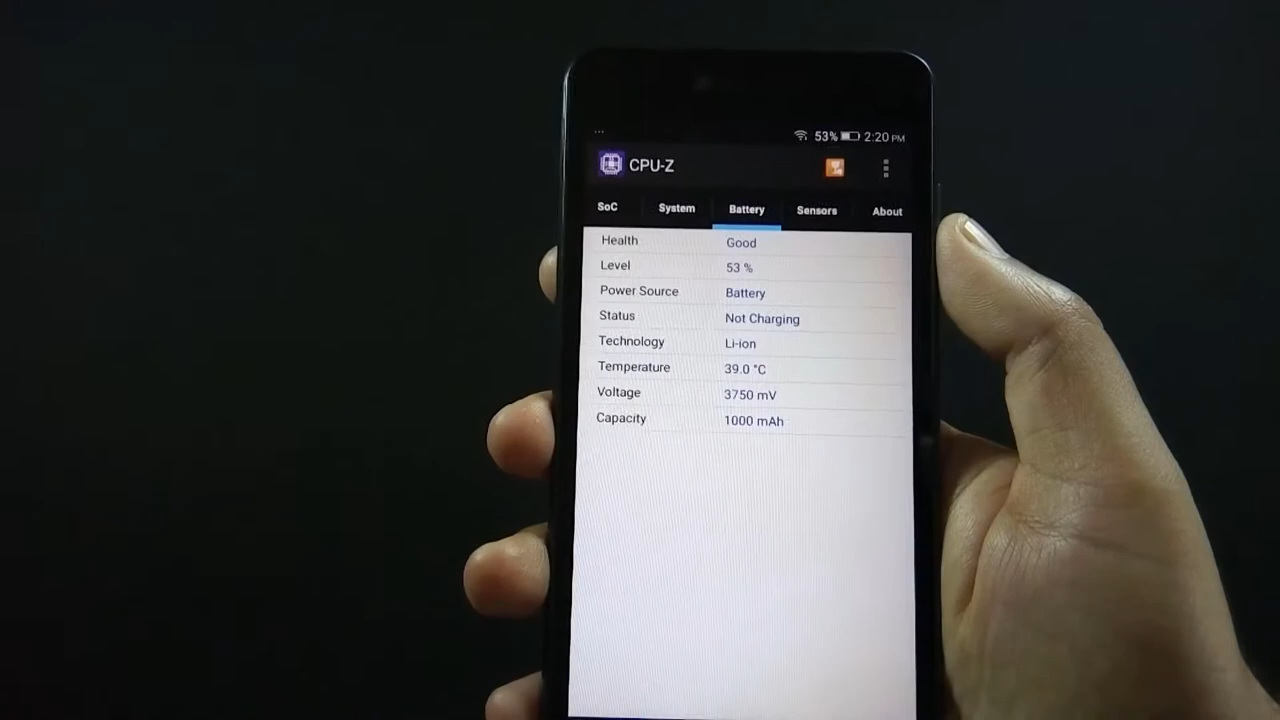 ... 53% 2:20 PM
CPU-Z
SoC System Battery Sensors About
Health Good
Level 53 %
Power Source Battery
Status Not Charging
Technology Li-ion
Temperature 39.0 °C
Voltage 3750 mV
Capacity 1000 mAh